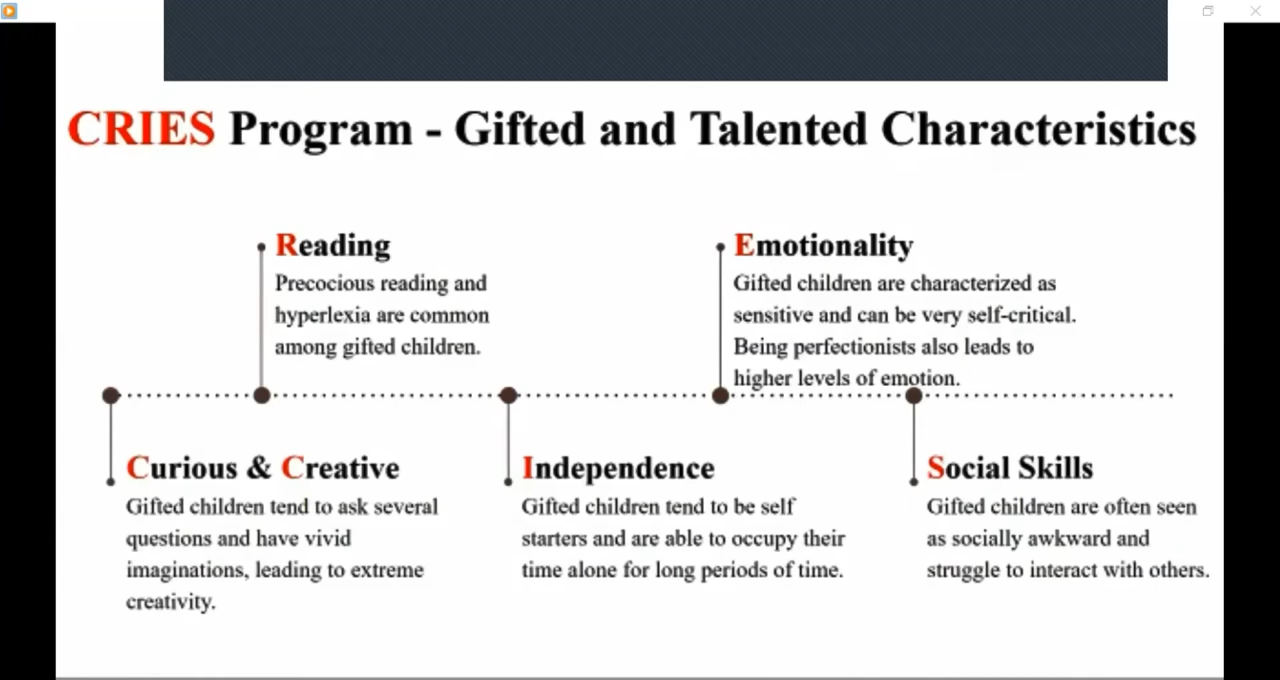 CRIES Program - Gifted and Talented Characteristics
Reading
Precocious reading and
hyperlexia are common
among gifted children.
Emotionality
Gifted children are characterized as
sensitive and can be very self-critical.
Being perfectionists also leads to
higher levels of emotion.
Curious & Creative
Gifted children tend to ask several
questions and have vivid
imaginations, leading to extreme
creativity.
Independence
Gifted children tend to be self
starters and are able to occupy their
time alone for long periods of time.
Social Skills
Gifted children are often seen
as socially awkward and
struggle to interact with others.